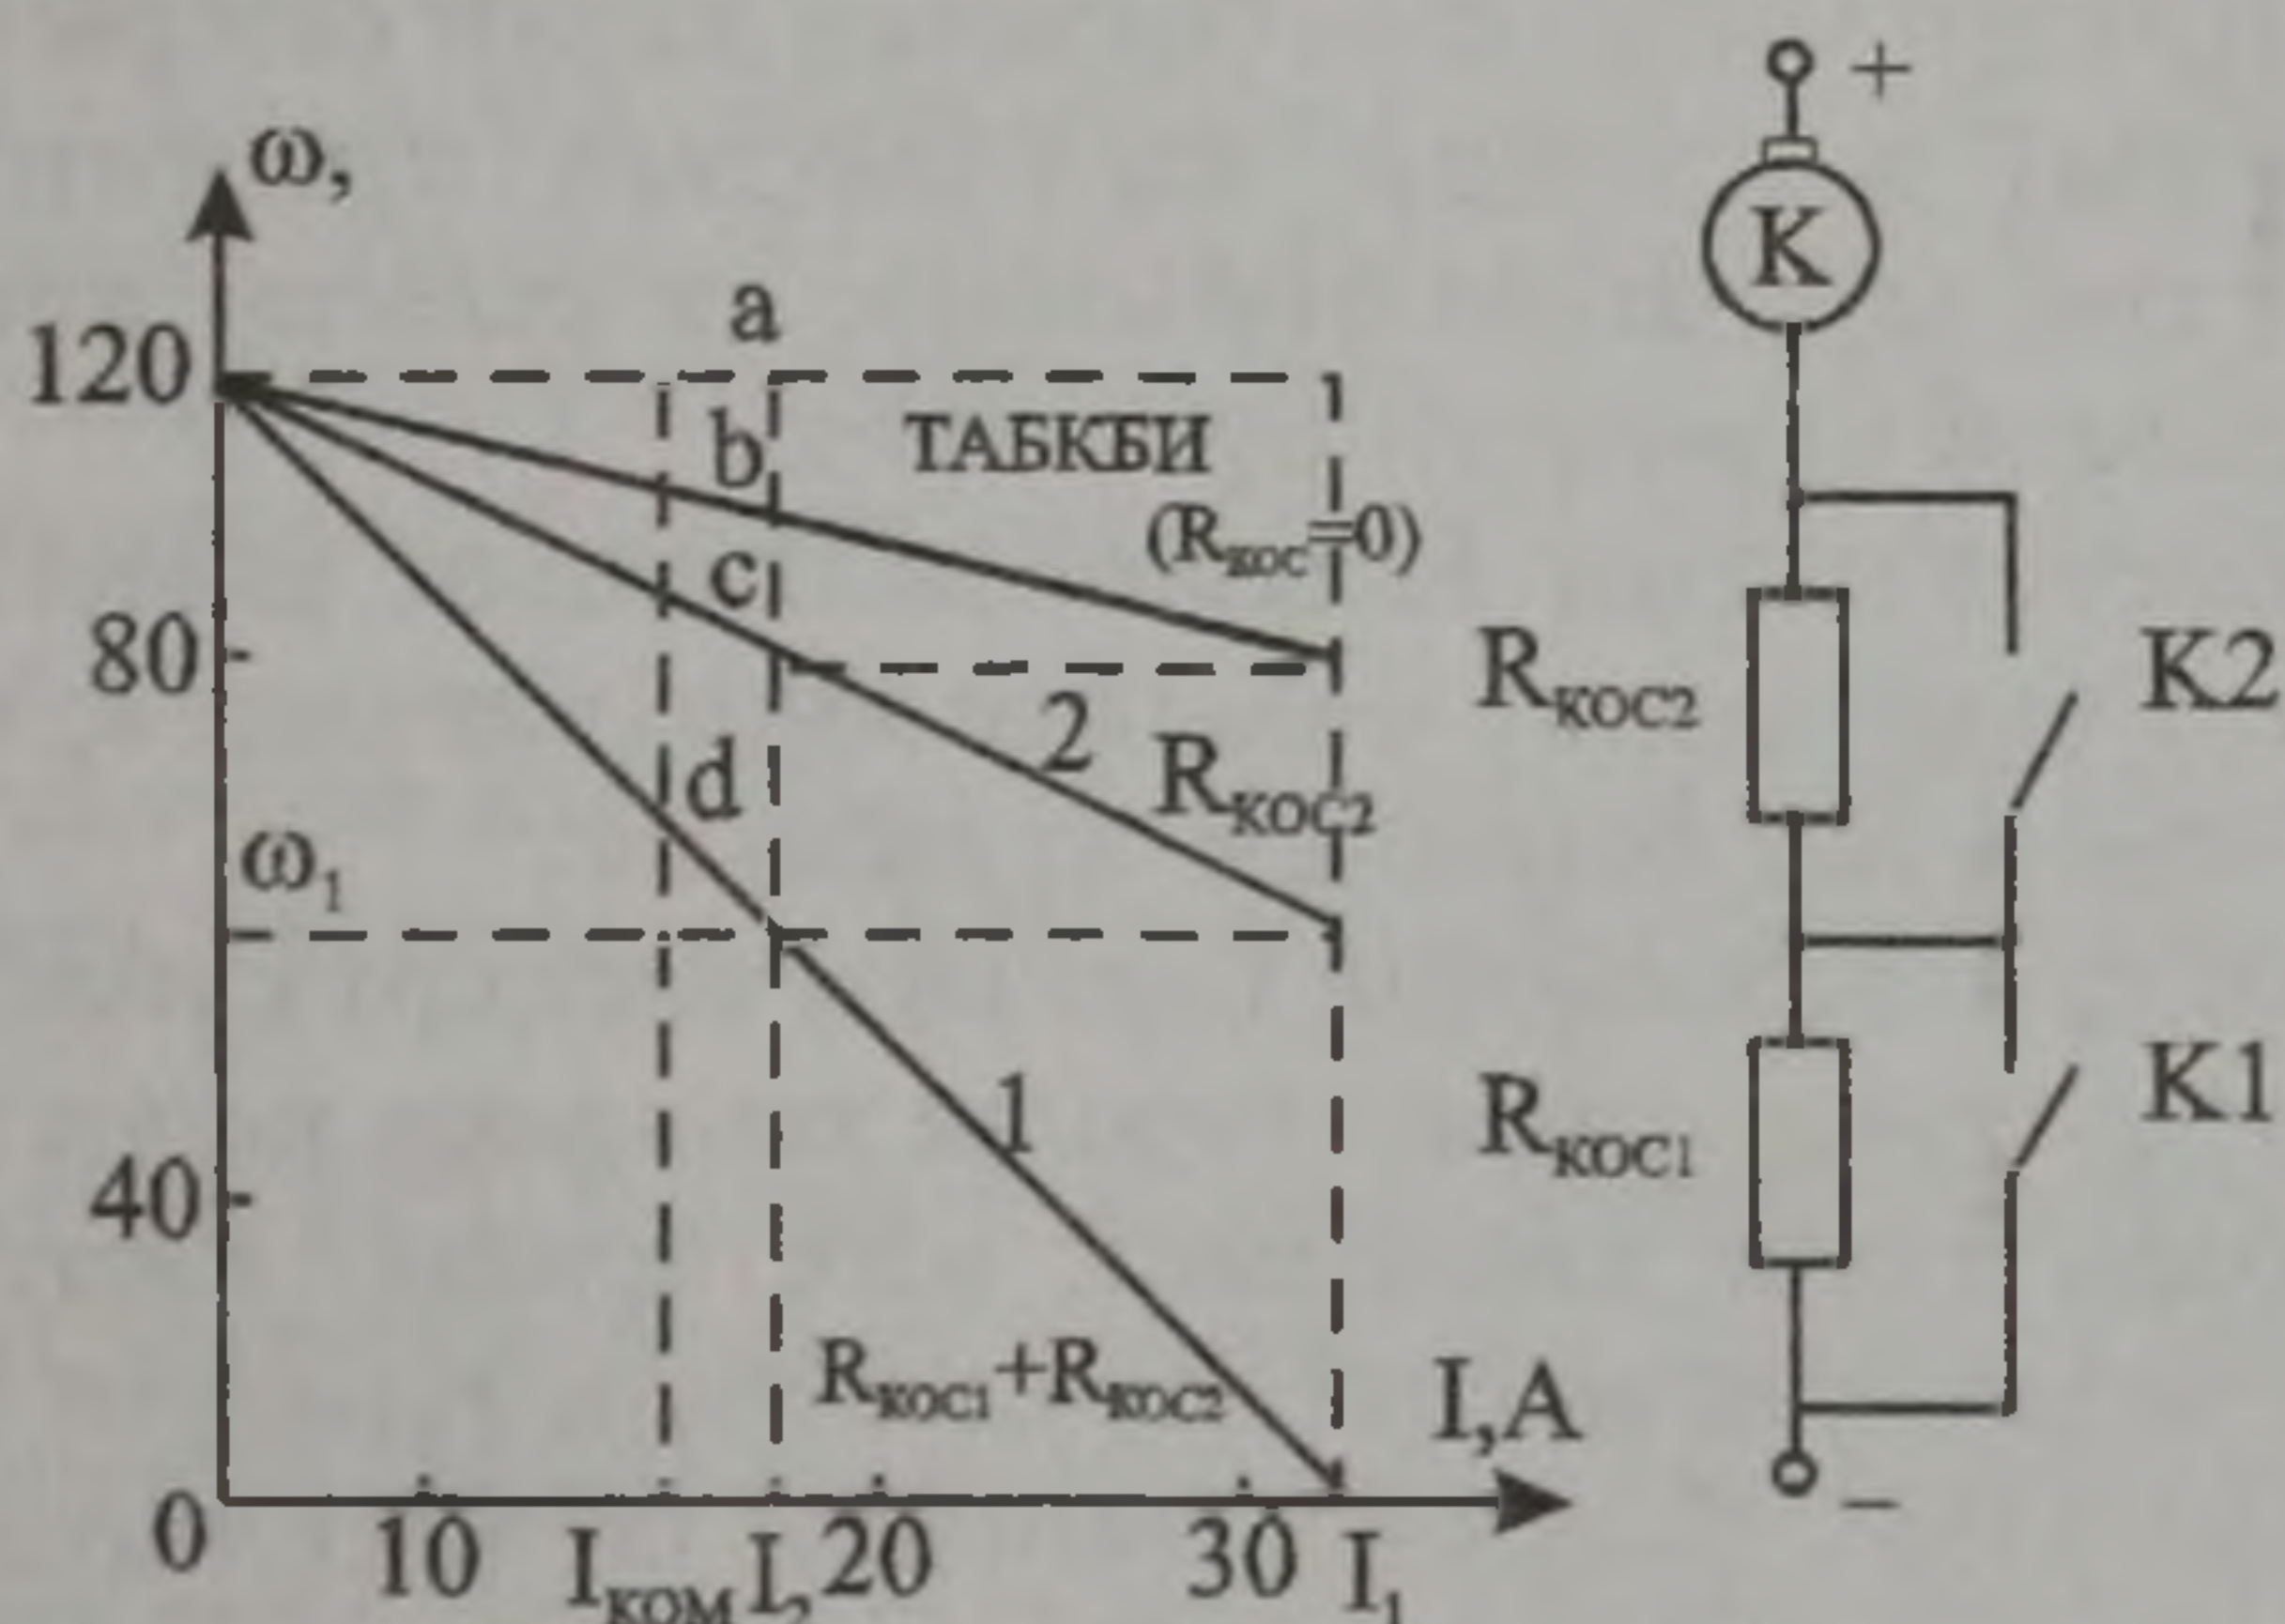 ω,
120
a
b
ТАБКБИ
(Rкос=0)
c
80
2
Rкос2
d
ω₁
1
40
Rкос1+Rкос2
I,A
0
10
Iком
I₂
20
30
I₁
+
K
Rкос2
K2
Rкос1
K1
−